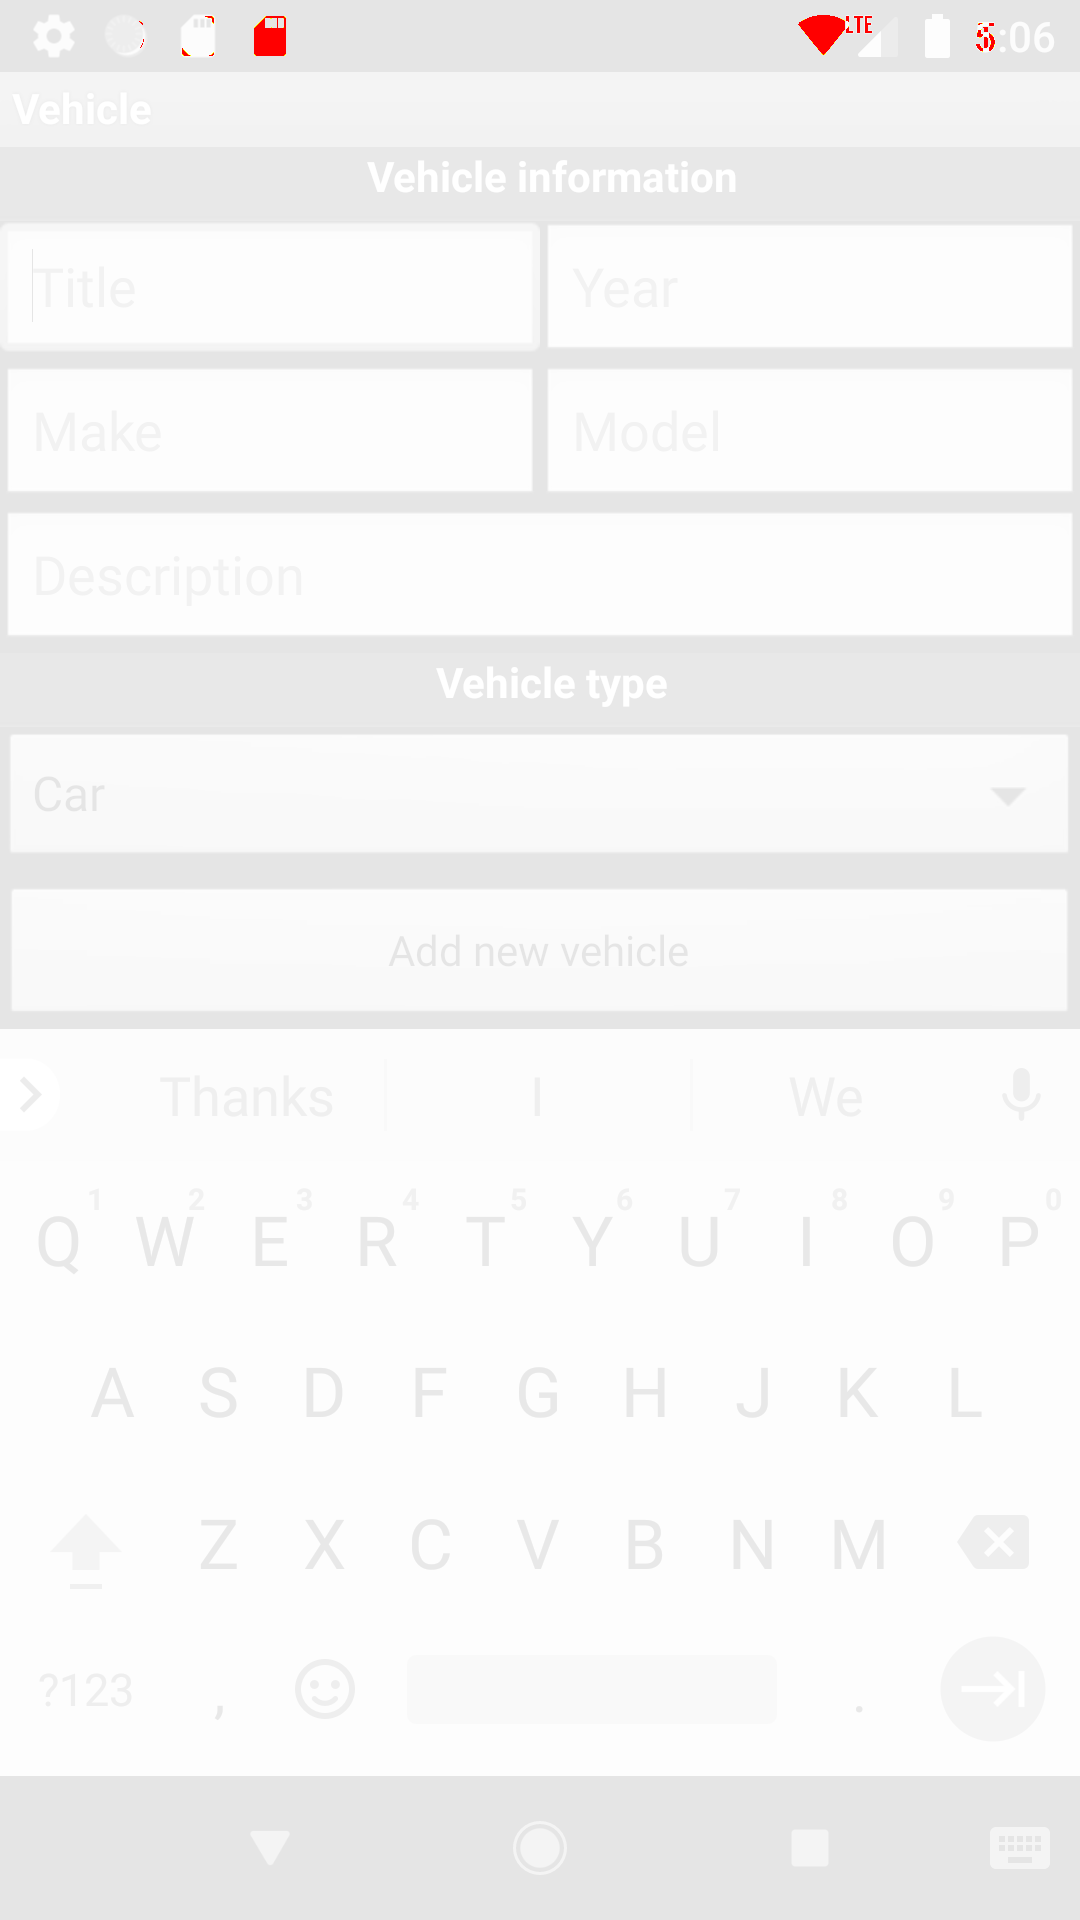 LTE 5:06
Vehicle
Vehicle information
Title Year
Make Model
Description
Vehicle type
Car
Add new vehicle
Thanks I We
1 2 3 4 5 6 7 8 9 0
Q W E R T Y U I O P
A S D F G H J K L
Z X C V B N M
?123 , .